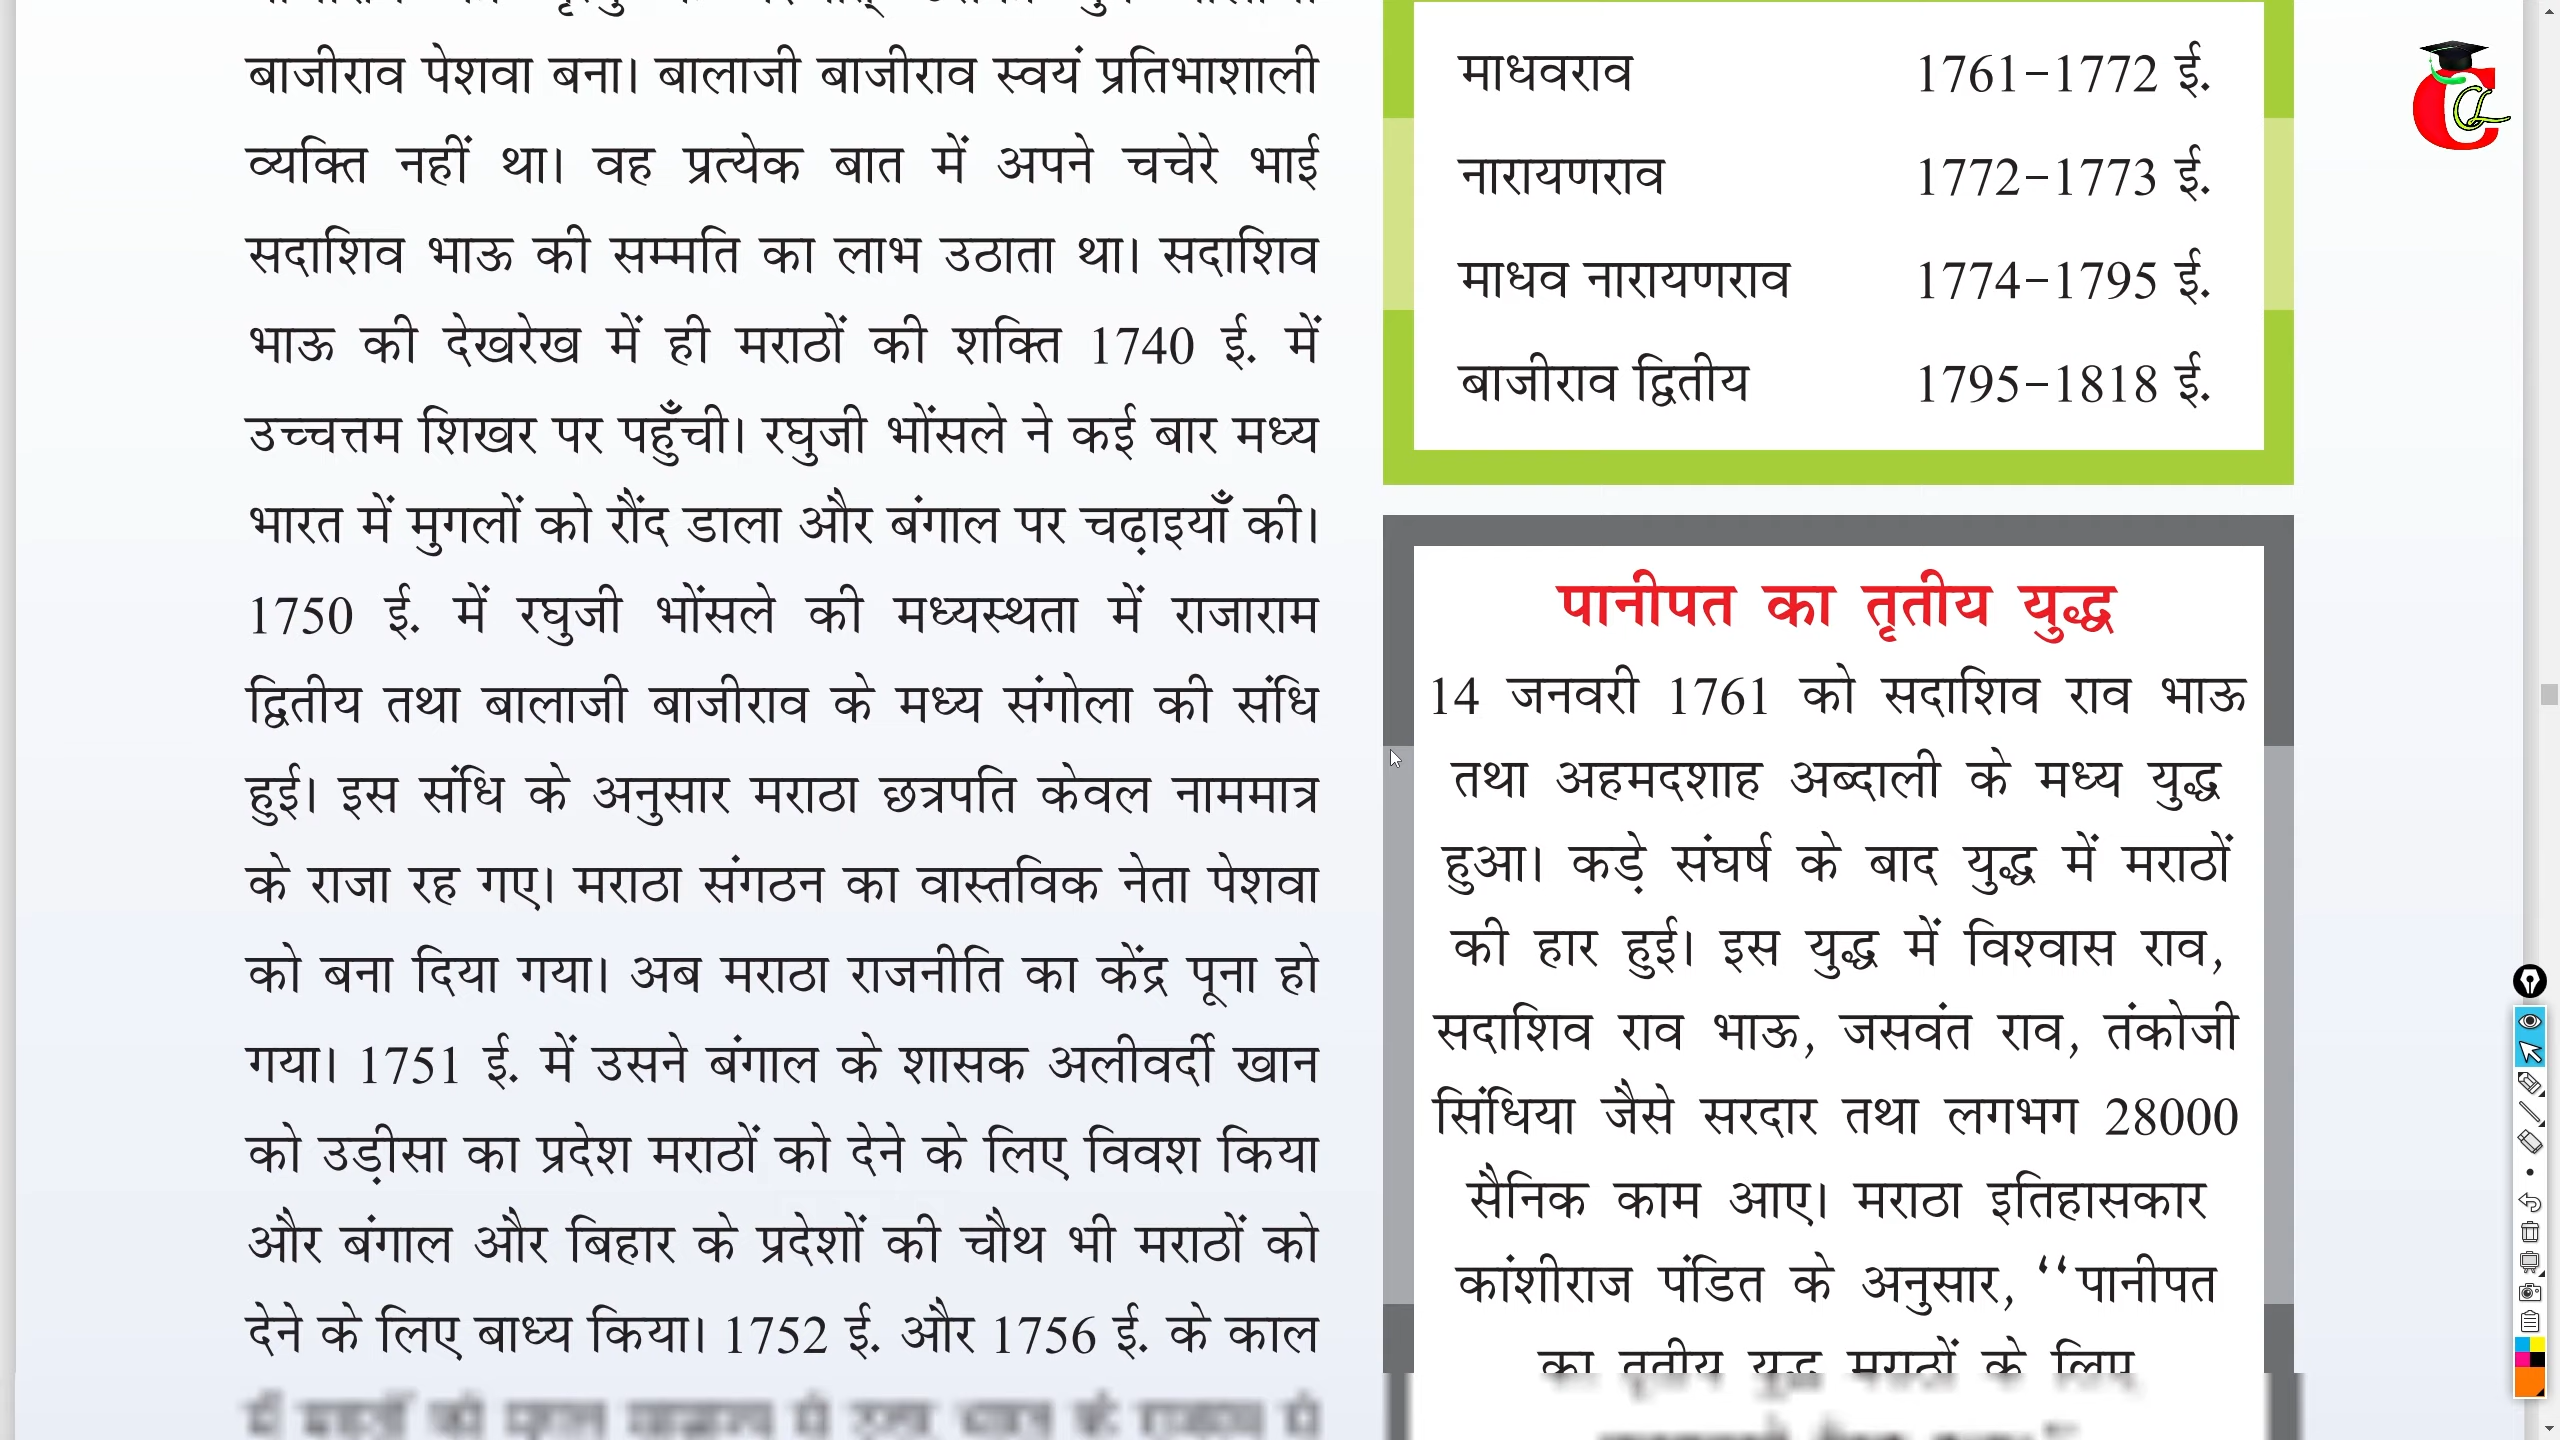 बाजीराव पेशवा बना। बालाजी बाजीराव स्वयं प्रतिभाशाली
व्यक्ति नहीं था। वह प्रत्येक बात में अपने चचेरे भाई
सदाशिव भाऊ की सम्मति का लाभ उठाता था। सदाशिव
भाऊ की देखरेख में ही मराठों की शक्ति 1740 ई. में
उच्चत्तम शिखर पर पहुँची। रघुजी भोंसले ने कई बार मध्य
भारत में मुगलों को रौंद डाला और बंगाल पर चढ़ाइयाँ की।
1750 ई. में रघुजी भोंसले की मध्यस्थता में राजाराम
द्वितीय तथा बालाजी बाजीराव के मध्य संगोला की संधि
हुई। इस संधि के अनुसार मराठा छत्रपति केवल नाममात्र
के राजा रह गए। मराठा संगठन का वास्तविक नेता पेशवा
को बना दिया गया। अब मराठा राजनीति का केंद्र पूना हो
गया। 1751 ई. में उसने बंगाल के शासक अलीवर्दी खान
को उड़ीसा का प्रदेश मराठों को देने के लिए विवश किया
और बंगाल और बिहार के प्रदेशों की चौथ भी मराठों को
देने के लिए बाध्य किया। 1752 ई. और 1756 ई. के काल
माधवराव 1761-1772 ई.
नारायणराव 1772-1773 ई.
माधव नारायणराव 1774-1795 ई.
बाजीराव द्वितीय 1795-1818 ई.
पानीपत का तृतीय युद्ध
14 जनवरी 1761 को सदाशिव राव भाऊ
तथा अहमदशाह अब्दाली के मध्य युद्ध
हुआ। कड़े संघर्ष के बाद युद्ध में मराठों
की हार हुई। इस युद्ध में विश्वास राव,
सदाशिव राव भाऊ, जसवंत राव, तंकोजी
सिंधिया जैसे सरदार तथा लगभग 28000
सैनिक काम आए। मराठा इतिहासकार
कांशीराज पंडित के अनुसार, “पानीपत
का तृतीय युद्ध मराठों के लिए